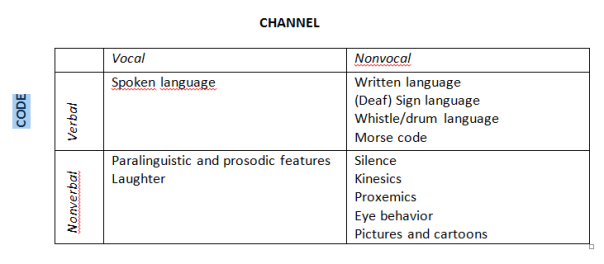 CHANNEL
Vocal Nonvocal
CODE
Verbal
Spoken language
Written language
(Deaf) Sign language
Whistle/drum language
Morse code
Nonverbal
Paralinguistic and prosodic features
Laughter
Silence
Kinesics
Proxemics
Eye behavior
Pictures and cartoons